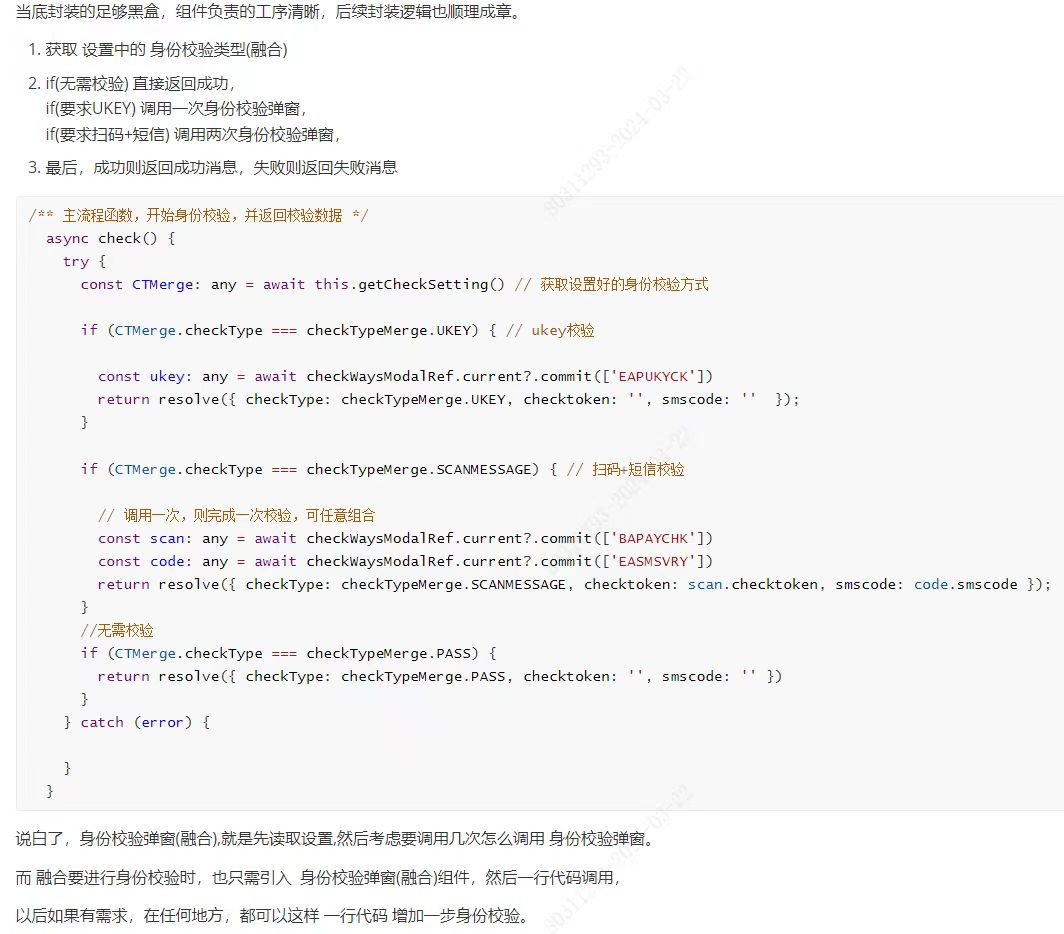 当底封装的足够黑盒，组件负责的工序清晰，后续封装逻辑也顺理成章。
1. 获取 设置中的 身份校验类型(融合)
2. if(无需校验) 直接返回成功，
if(要求UKEY) 调用一次身份校验弹窗，
if(要求扫码+短信) 调用两次身份校验弹窗，
3. 最后，成功则返回成功消息，失败则返回失败消息
/** 主流程函数，开始身份校验，并返回校验数据 */
async check() {
try {
const CTMerge: any = await this.getCheckSetting() // 获取设置好的身份校验方式
if (CTMerge.checkType === checkTypeMerge.UKEY) { // ukey校验
const ukey: any = await checkWaysModalRef.current?.commit(['EAPUKYCK'])
return resolve({ checkType: checkTypeMerge.UKEY, checktoken: '', smscode: ''  });
}
if (CTMerge.checkType === checkTypeMerge.SCANMESSAGE) { // 扫码+短信校验
// 调用一次，则完成一次校验，可任意组合
const scan: any = await checkWaysModalRef.current?.commit(['BAPAYCHK'])
const code: any = await checkWaysModalRef.current?.commit(['EASMSVRY'])
return resolve({ checkType: checkTypeMerge.SCANMESSAGE, checktoken: scan.checktoken, smscode: code.smscode });
}
//无需校验
if (CTMerge.checkType === checkTypeMerge.PASS) {
return resolve({ checkType: checkTypeMerge.PASS, checktoken: '', smscode: '' })
}
} catch (error) {
}
}
说白了，身份校验弹窗(融合),就是先读取设置,然后考虑要调用几次怎么调用 身份校验弹窗。
而 融合要进行身份校验时，也只需引入 身份校验弹窗(融合)组件，然后一行代码调用，
以后如果有需求，在任何地方，都可以这样 一行代码 增加一步身份校验。